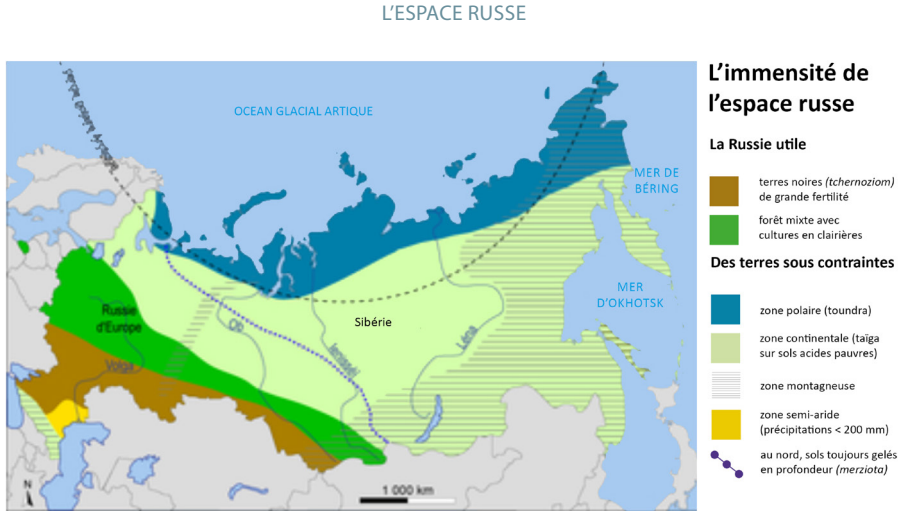 L'ESPACE RUSSE
cercle polaire Arctique
OCEAN GLACIAL ARTIQUE
MER DE
BÉRING
MER
D'OKHOTSK
Russie
d'Europe
Sibérie
Ob
Ienisseï
Léna
Volga
N
1 000 km
L'immensité de
l'espace russe
La Russie utile
terres noires (tchernoziom)
de grande fertilité
forêt mixte avec
cultures en clairières
Des terres sous contraintes
zone polaire (toundra)
zone continentale (taïga
sur sols acides pauvres)
zone montagneuse
zone semi-aride
(précipitations < 200 mm)
au nord, sols toujours gelés
en profondeur (merziota)